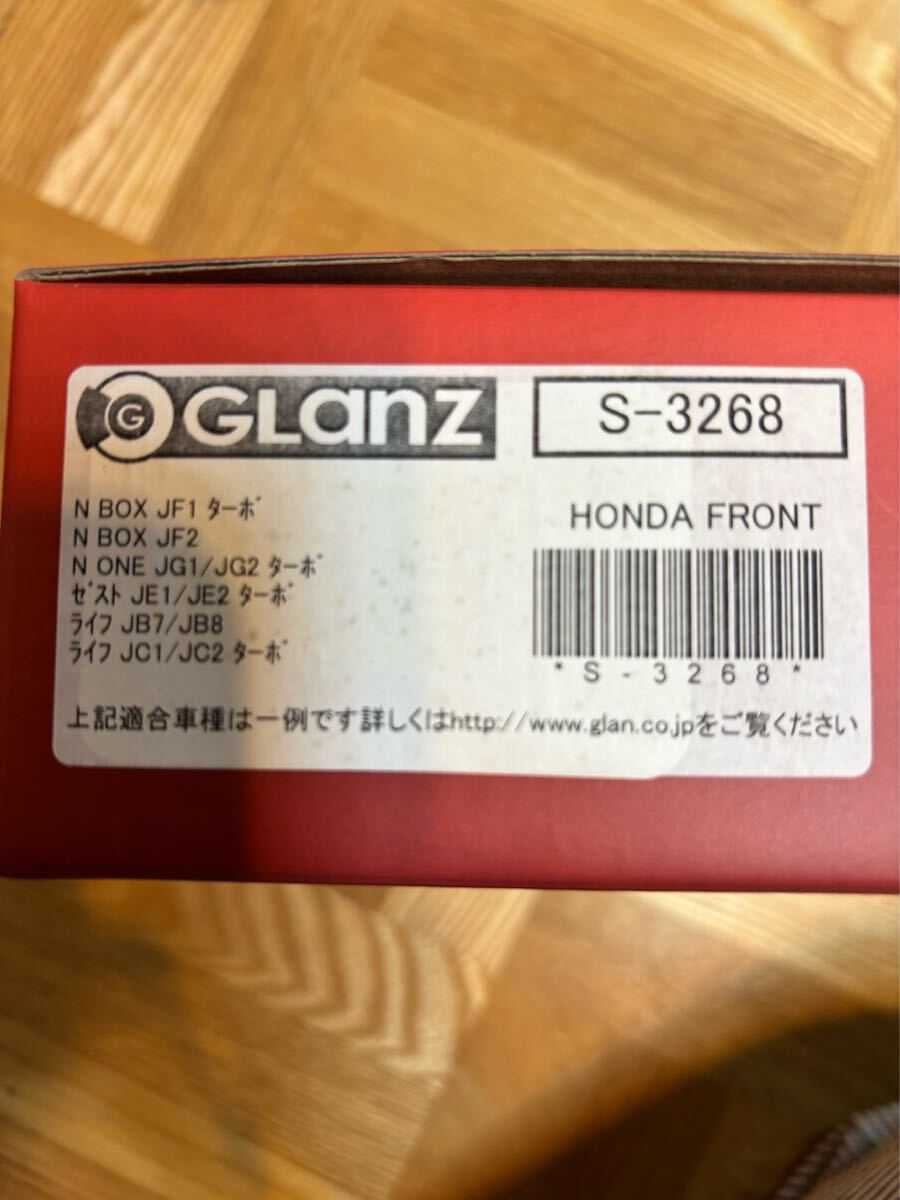 G GLanz
S-3268
N BOX JF1 ﾀｰﾎﾞ
N BOX JF2
N ONE JG1/JG2 ﾀｰﾎﾞ
ｾﾞｽﾄ JE1/JE2 ﾀｰﾎﾞ
ﾗｲﾌ JB7/JB8
ﾗｲﾌ JC1/JC2 ﾀｰﾎﾞ
HONDA FRONT
*S-3268*
上記適合車種は一例です詳しくはhttp://www.glan.co.jpをご覧ください